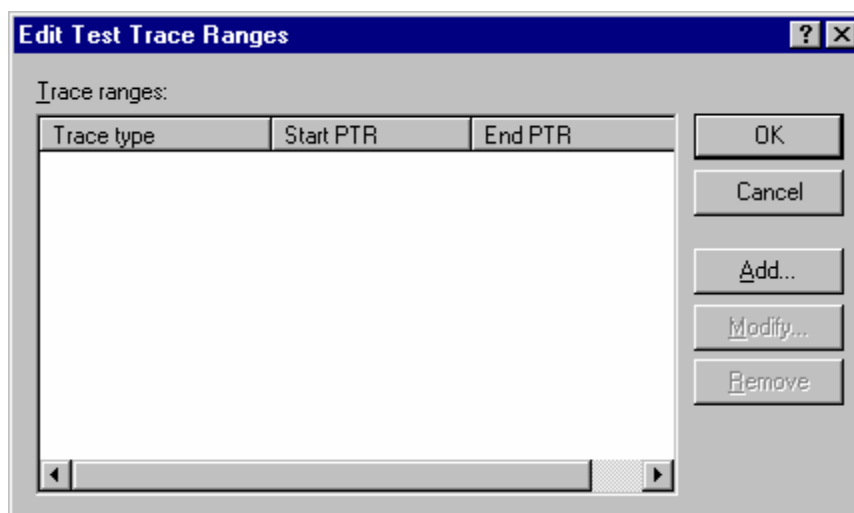 Edit Test Trace Ranges
Trace ranges:
Trace type Start PTR End PTR
OK
Cancel
Add...
Modify...
Remove